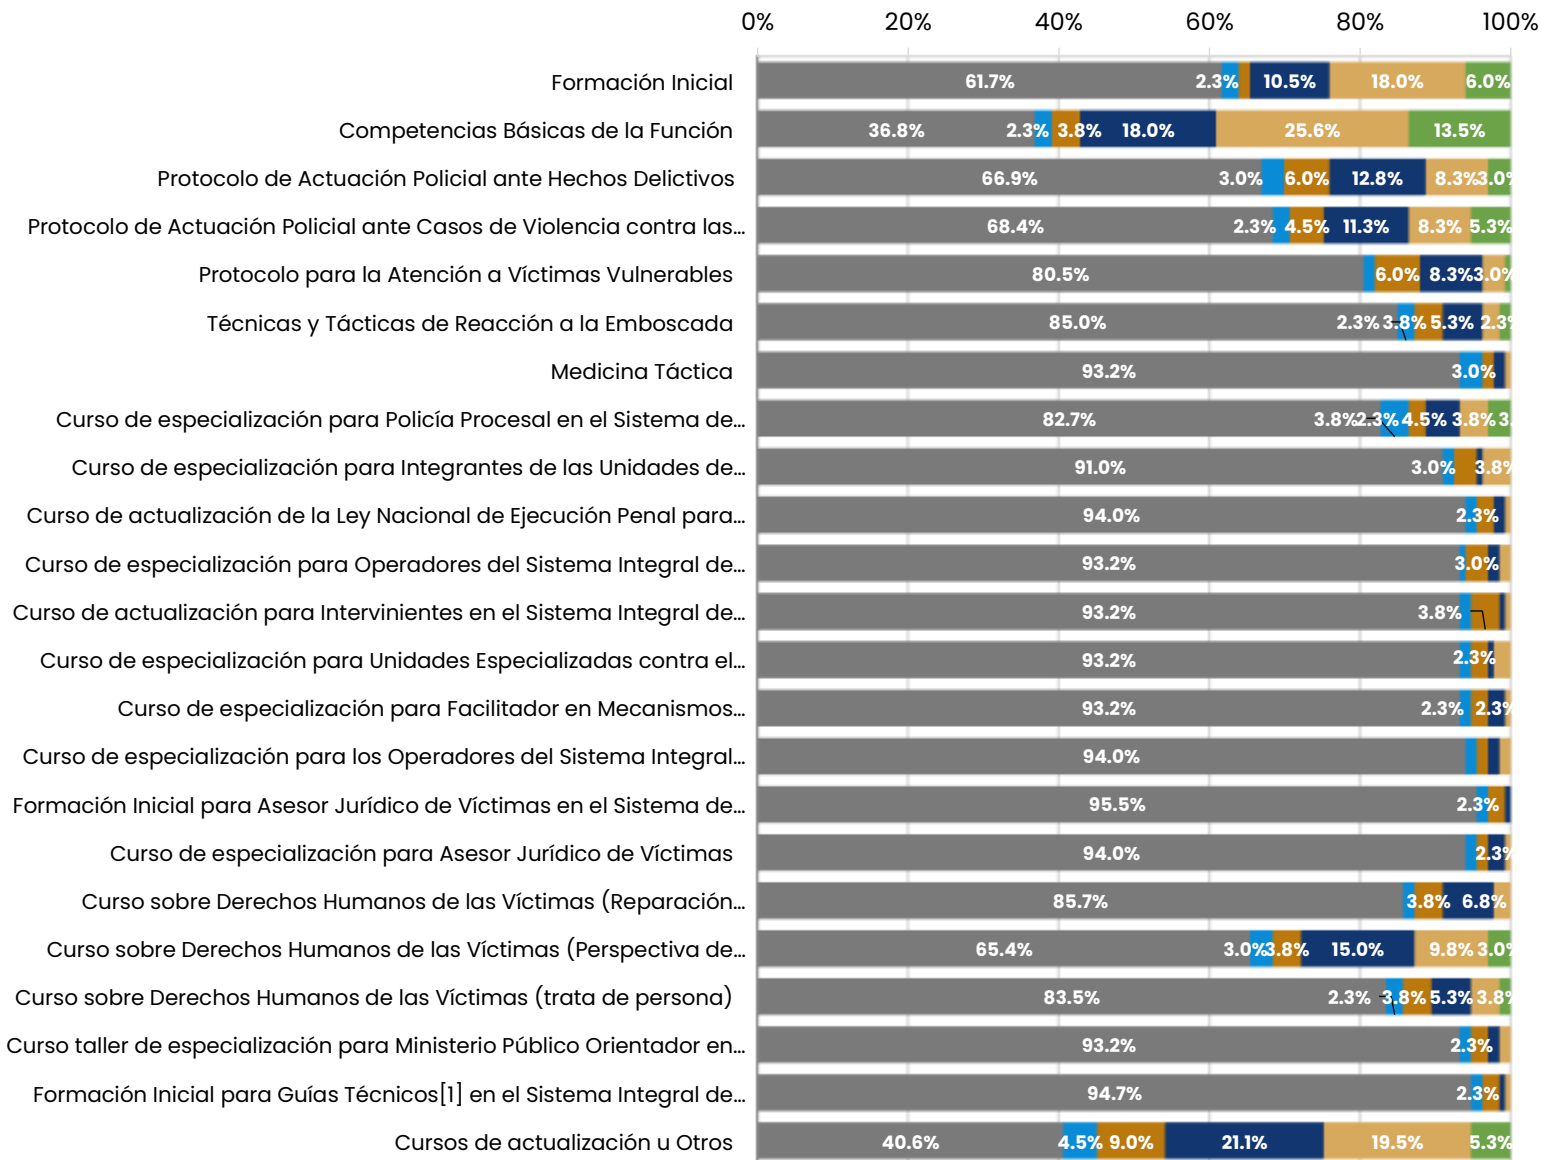 0% 20% 40% 60% 80% 100%
Formación Inicial 61.7% 2.3% 10.5% 18.0% 6.0%
Competencias Básicas de la Función 36.8% 2.3% 3.8% 18.0% 25.6% 13.5%
Protocolo de Actuación Policial ante Hechos Delictivos 66.9% 3.0% 6.0% 12.8% 8.3% 3.0%
Protocolo de Actuación Policial ante Casos de Violencia contra las… 68.4% 2.3% 4.5% 11.3% 8.3% 5.3%
Protocolo para la Atención a Víctimas Vulnerables 80.5% 6.0% 8.3% 3.0%
Técnicas y Tácticas de Reacción a la Emboscada 85.0% 2.3% 3.8% 5.3% 2.3%
Medicina Táctica 93.2% 3.0%
Curso de especialización para Policía Procesal en el Sistema de… 82.7% 3.8% 2.3% 4.5% 3.8% 3.
Curso de especialización para Integrantes de las Unidades de… 91.0% 3.0% 3.8%
Curso de actualización de la Ley Nacional de Ejecución Penal para… 94.0% 2.3%
Curso de especialización para Operadores del Sistema Integral de… 93.2% 3.0%
Curso de actualización para Intervinientes en el Sistema Integral de… 93.2% 3.8%
Curso de especialización para Unidades Especializadas contra el… 93.2% 2.3%
Curso de especialización para Facilitador en Mecanismos… 93.2% 2.3% 2.3%
Curso de especialización para los Operadores del Sistema Integral… 94.0%
Formación Inicial para Asesor Jurídico de Víctimas en el Sistema de… 95.5% 2.3%
Curso de especialización para Asesor Jurídico de Víctimas 94.0% 2.3%
Curso sobre Derechos Humanos de las Víctimas (Reparación… 85.7% 3.8% 6.8%
Curso sobre Derechos Humanos de las Víctimas (Perspectiva de… 65.4% 3.0% 3.8% 15.0% 9.8% 3.0%
Curso sobre Derechos Humanos de las Víctimas (trata de persona) 83.5% 2.3% 3.8% 5.3% 3.8%
Curso taller de especialización para Ministerio Público Orientador en… 93.2% 2.3%
Formación Inicial para Guías Técnicos[1] en el Sistema Integral de… 94.7% 2.3%
Cursos de actualización u Otros 40.6% 4.5% 9.0% 21.1% 19.5% 5.3%